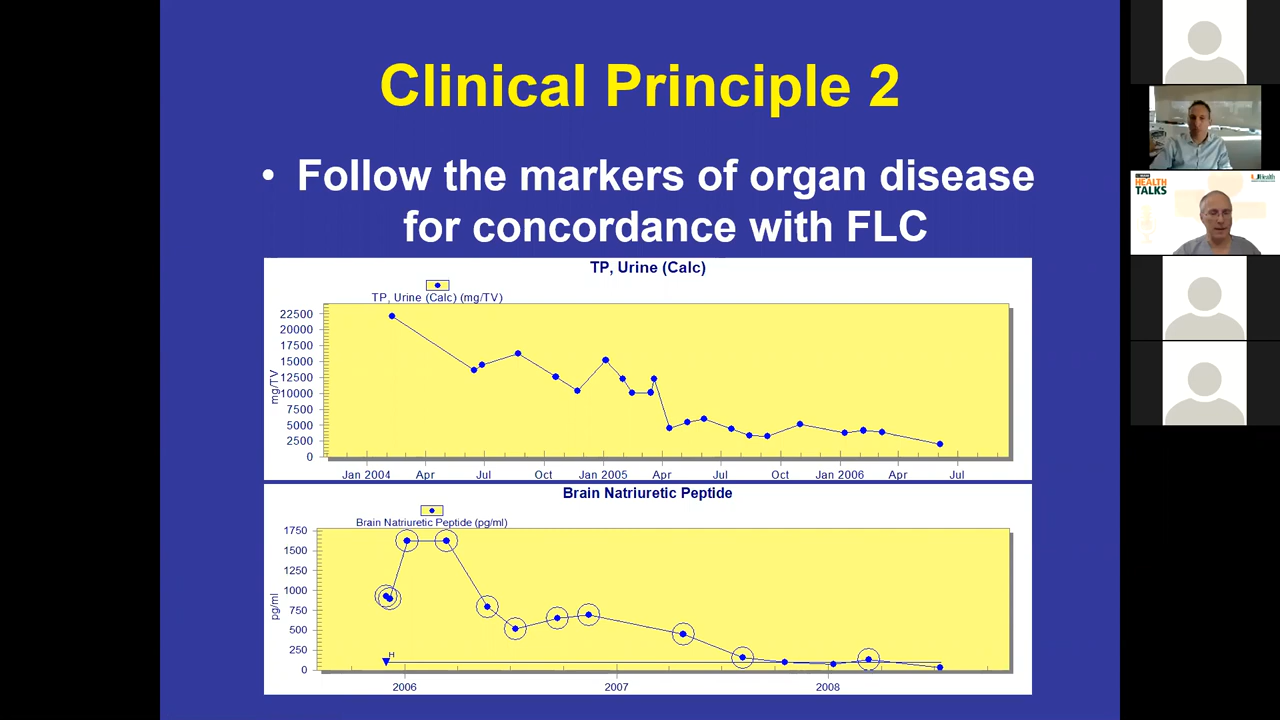 Clinical Principle 2
• Follow the markers of organ disease
for concordance with FLC
TP, Urine (Calc)
TP, Urine (Calc) (mg/TV)
mg/TV
22500
20000
17500
15000
12500
10000
7500
5000
2500
0
Jan 2004 Apr Jul Oct Jan 2005 Apr Jul Oct Jan 2006 Apr Jul
Brain Natriuretic Peptide
Brain Natriuretic Peptide (pg/ml)
pg/ml
1750
1500
1250
1000
750
500
250
0
H
2006 2007 2008
HEALTH
TALKS
Health